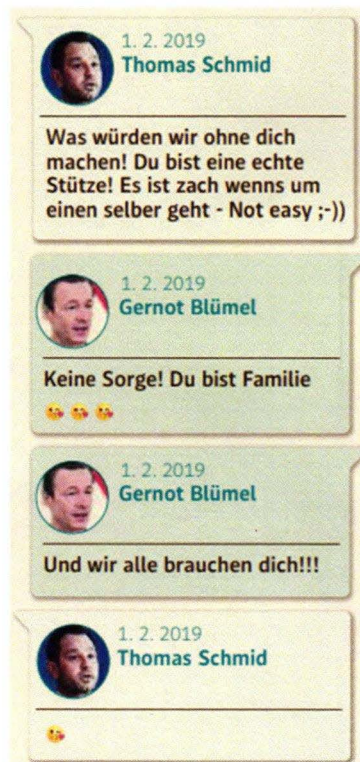 1. 2. 2019
Thomas Schmid
Was würden wir ohne dich
machen! Du bist eine echte
Stütze! Es ist zach wenns um
einen selber geht - Not easy ;-))
1. 2. 2019
Gernot Blümel
Keine Sorge! Du bist Familie
😘 😘 😘
1. 2. 2019
Gernot Blümel
Und wir alle brauchen dich!!!
1. 2. 2019
Thomas Schmid
😘